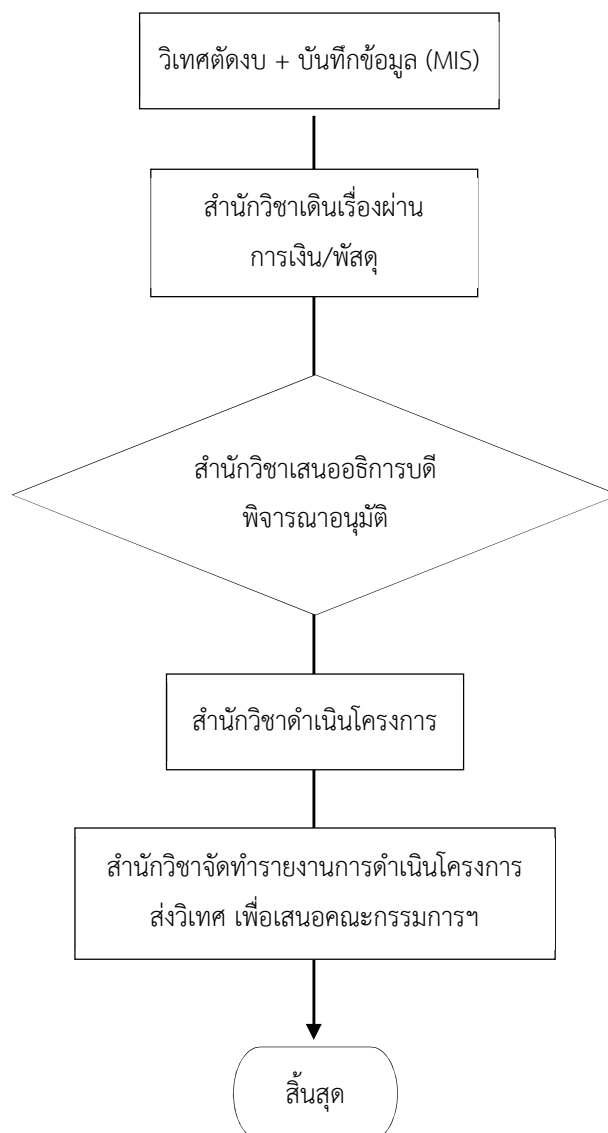 วิเทศตัดงบ + บันทึกข้อมูล (MIS)
สำนักวิชาเดินเรื่องผ่าน
การเงิน/พัสดุ
สำนักวิชาเสนออธิการบดี
พิจารณาอนุมัติ
สำนักวิชาดำเนินโครงการ
สำนักวิชาจัดทำรายงานการดำเนินโครงการ
ส่งวิเทศ เพื่อเสนอคณะกรรมการฯ
สิ้นสุด